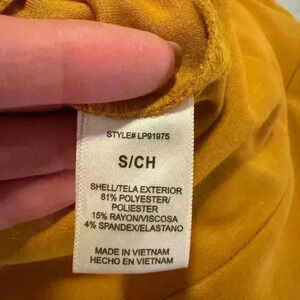 STYLE# LP91975
S/CH
SHELL/TELA EXTERIOR
81% POLYESTER/
POLIESTER
15% RAYON/VISCOSA
4% SPANDEX/ELASTANO
MADE IN VIETNAM
HECHO EN VIETNAM